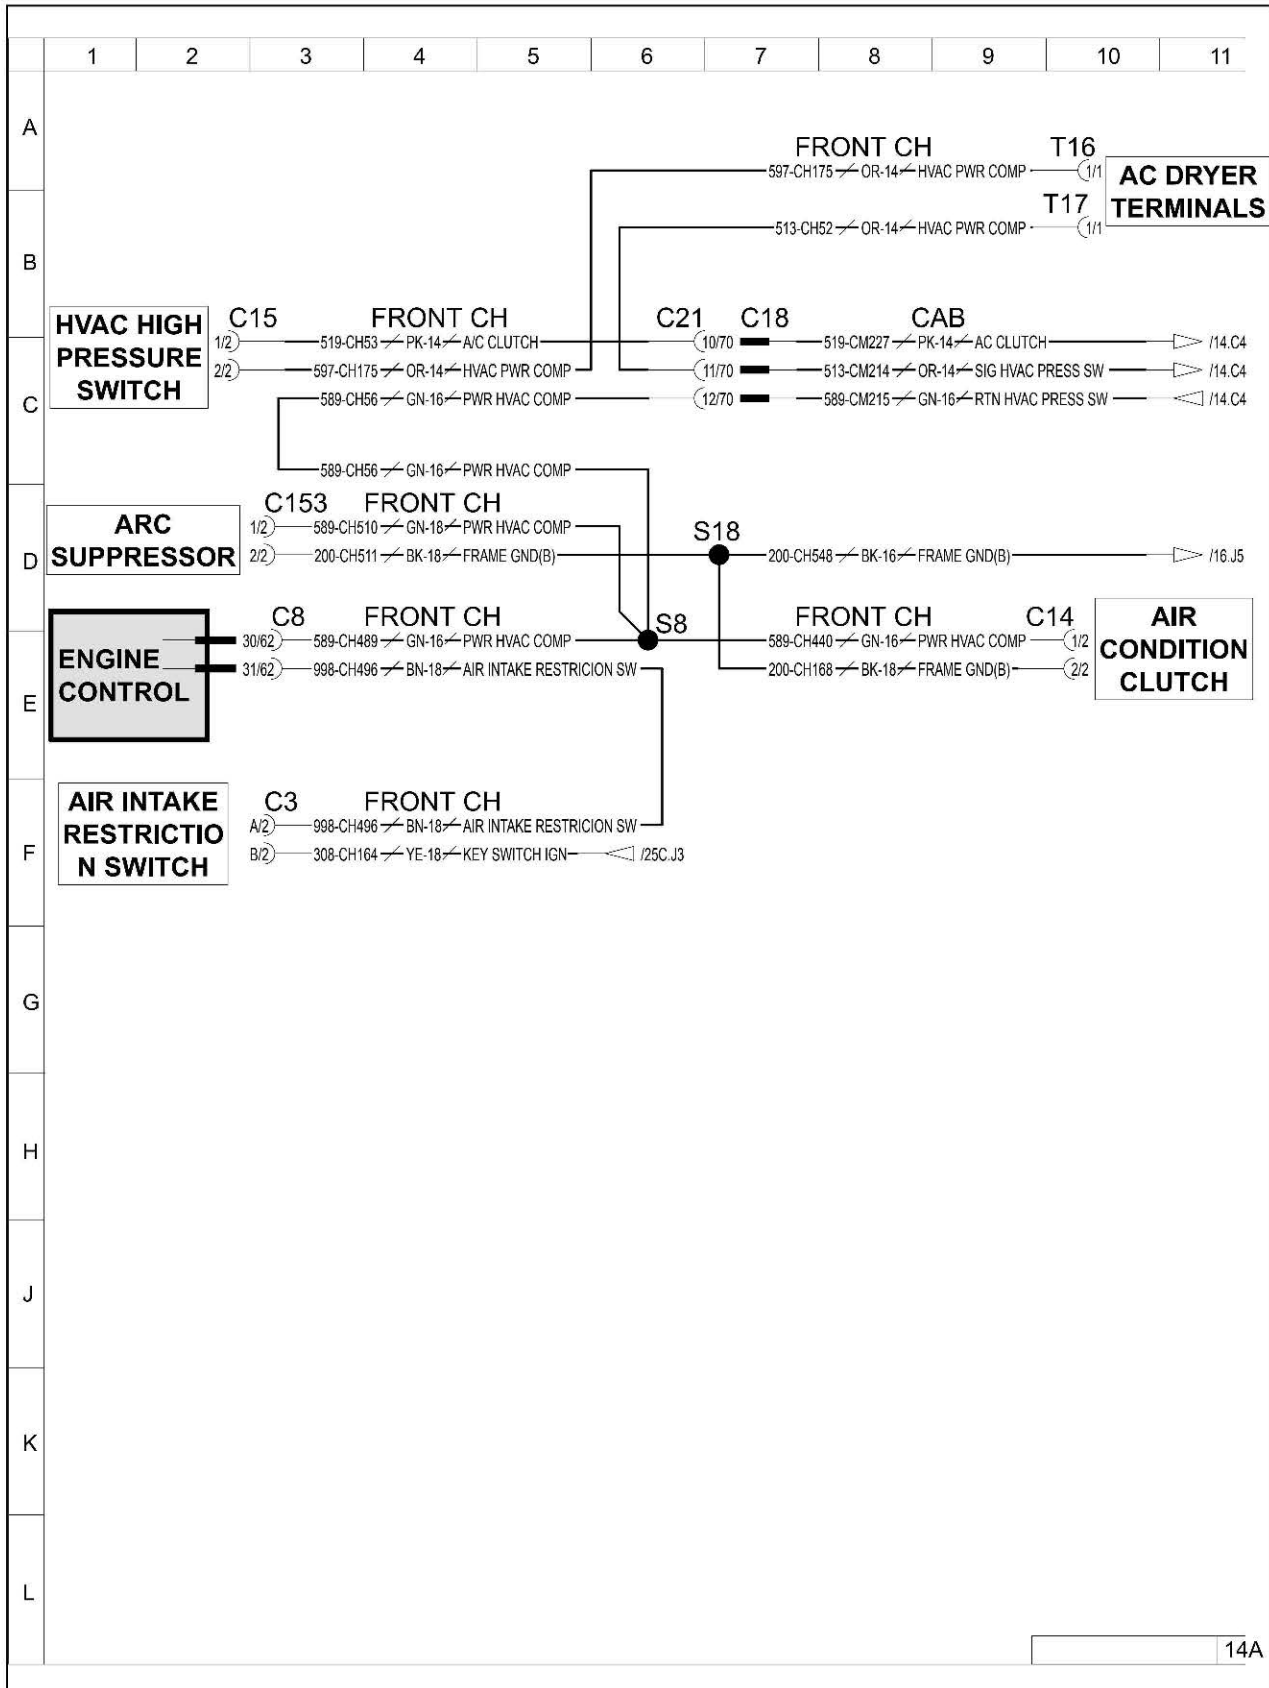 1 2 3 4 5 6 7 8 9 10 11
A
FRONT CH T16
597-CH175 OR-14 HVAC PWR COMP 1/1
AC DRYER
TERMINALS
T17
513-CH52 OR-14 HVAC PWR COMP 1/1
B
HVAC HIGH
PRESSURE
SWITCH
C15 FRONT CH C21 C18 CAB
1/2 519-CH53 PK-14 A/C CLUTCH 10/70 519-CM227 PK-14 AC CLUTCH /14.C4
2/2 597-CH175 OR-14 HVAC PWR COMP 11/70 513-CM214 OR-14 SIG HVAC PRESS SW /14.C4
C
589-CH56 GN-16 PWR HVAC COMP 12/70 589-CM215 GN-16 RTN HVAC PRESS SW /14.C4
589-CH56 GN-16 PWR HVAC COMP
ARC
SUPPRESSOR
C153 FRONT CH
1/2 589-CH510 GN-18 PWR HVAC COMP
S18
D
2/2 200-CH511 BK-18 FRAME GND(B) 200-CH548 BK-16 FRAME GND(B) /16.J5
ENGINE
CONTROL
C8 FRONT CH S8 FRONT CH C14
30/62 589-CH489 GN-16 PWR HVAC COMP 589-CH440 GN-16 PWR HVAC COMP 1/2
31/62 998-CH496 BN-18 AIR INTAKE RESTRICION SW 200-CH168 BK-18 FRAME GND(B) 2/2
AIR
CONDITION
CLUTCH
E
AIR INTAKE
RESTRICTIO
N SWITCH
C3 FRONT CH
A/2 998-CH496 BN-18 AIR INTAKE RESTRICION SW
F
B/2 308-CH164 YE-18 KEY SWITCH IGN /25C.J3
G
H
J
K
L
14A